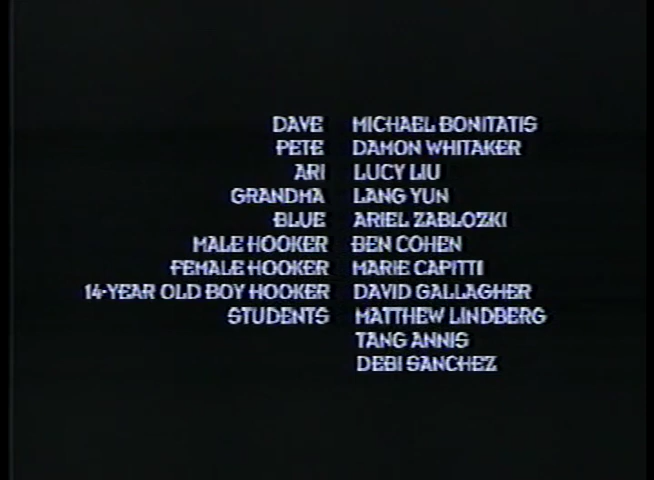 DAVE MICHAEL BONITATIS
PETE DAMON WHITAKER
ARI LUCY LIU
GRANDMA LANG YUN
BLUE ARIEL ZABLOZKI
MALE HOOKER BEN COHEN
FEMALE HOOKER MARIE CAPITTI
14-YEAR OLD BOY HOOKER DAVID GALLAGHER
STUDENTS MATTHEW LINDBERG
TANG ANNIS
DEBI SANCHEZ